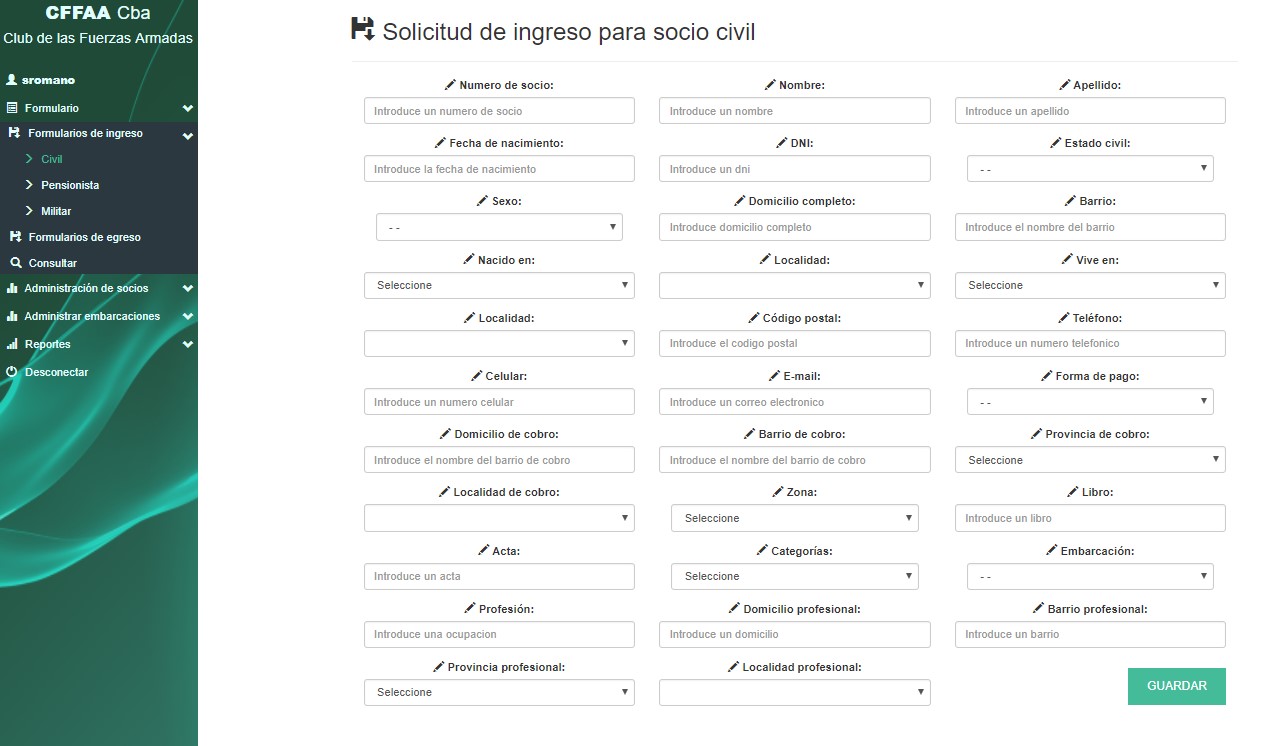 CFFAA Cba
Club de las Fuerzas Armadas
sromano
Formulario
Formularios de ingreso
Civil
Pensionista
Militar
Formularios de egreso
Consultar
Administración de socios
Administrar embarcaciones
Reportes
Desconectar
Solicitud de ingreso para socio civil
Numero de socio: Nombre: Apellido:
Introduce un numero de socio Introduce un nombre Introduce un apellido
Fecha de nacimiento: DNI: Estado civil:
Introduce la fecha de nacimiento Introduce un dni - -
Sexo: Domicilio completo: Barrio:
- - Introduce domicilio completo Introduce el nombre del barrio
Nacido en: Localidad: Vive en:
Seleccione Seleccione
Localidad: Código postal: Teléfono:
Introduce el codigo postal Introduce un numero telefonico
Celular: E-mail: Forma de pago:
Introduce un numero celular Introduce un correo electronico - -
Domicilio de cobro: Barrio de cobro: Provincia de cobro:
Introduce el nombre del barrio de cobro Introduce el nombre del barrio de cobro Seleccione
Localidad de cobro: Zona: Libro:
Seleccione Introduce un libro
Acta: Categorías: Embarcación:
Introduce un acta Seleccione - -
Profesión: Domicilio profesional: Barrio profesional:
Introduce una ocupacion Introduce un domicilio Introduce un barrio
Provincia profesional: Localidad profesional:
Seleccione
GUARDAR